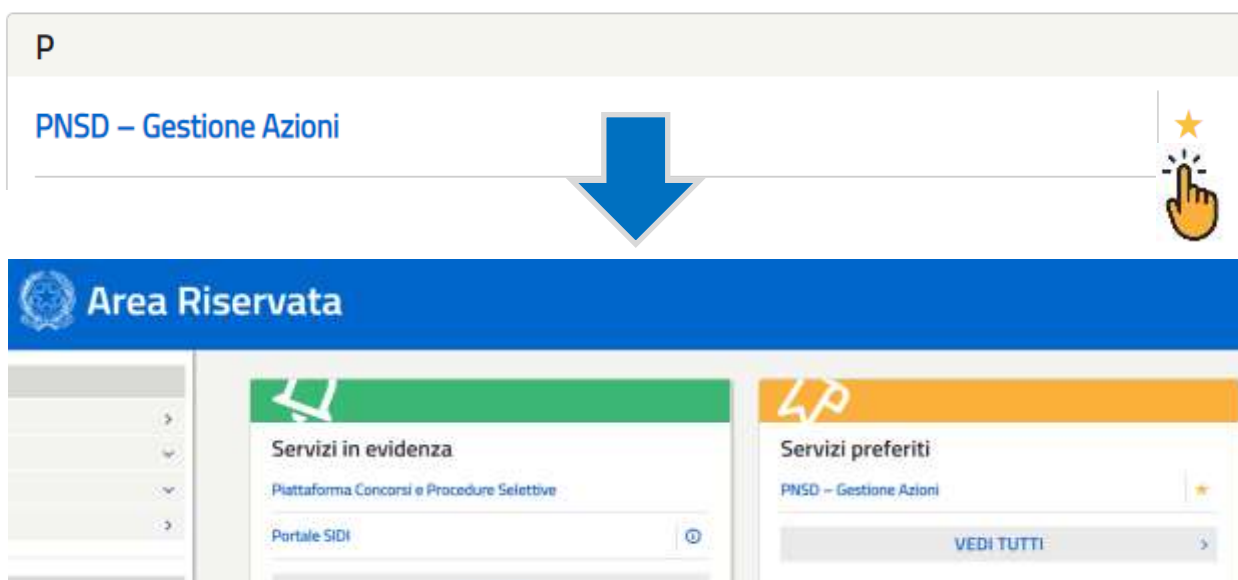 P
PNSD – Gestione Azioni
Area Riservata
Servizi in evidenza
Piattaforma Concorsi e Procedure Selettive
Portale SIDI
Servizi preferiti
PNSD – Gestione Azioni
VEDI TUTTI